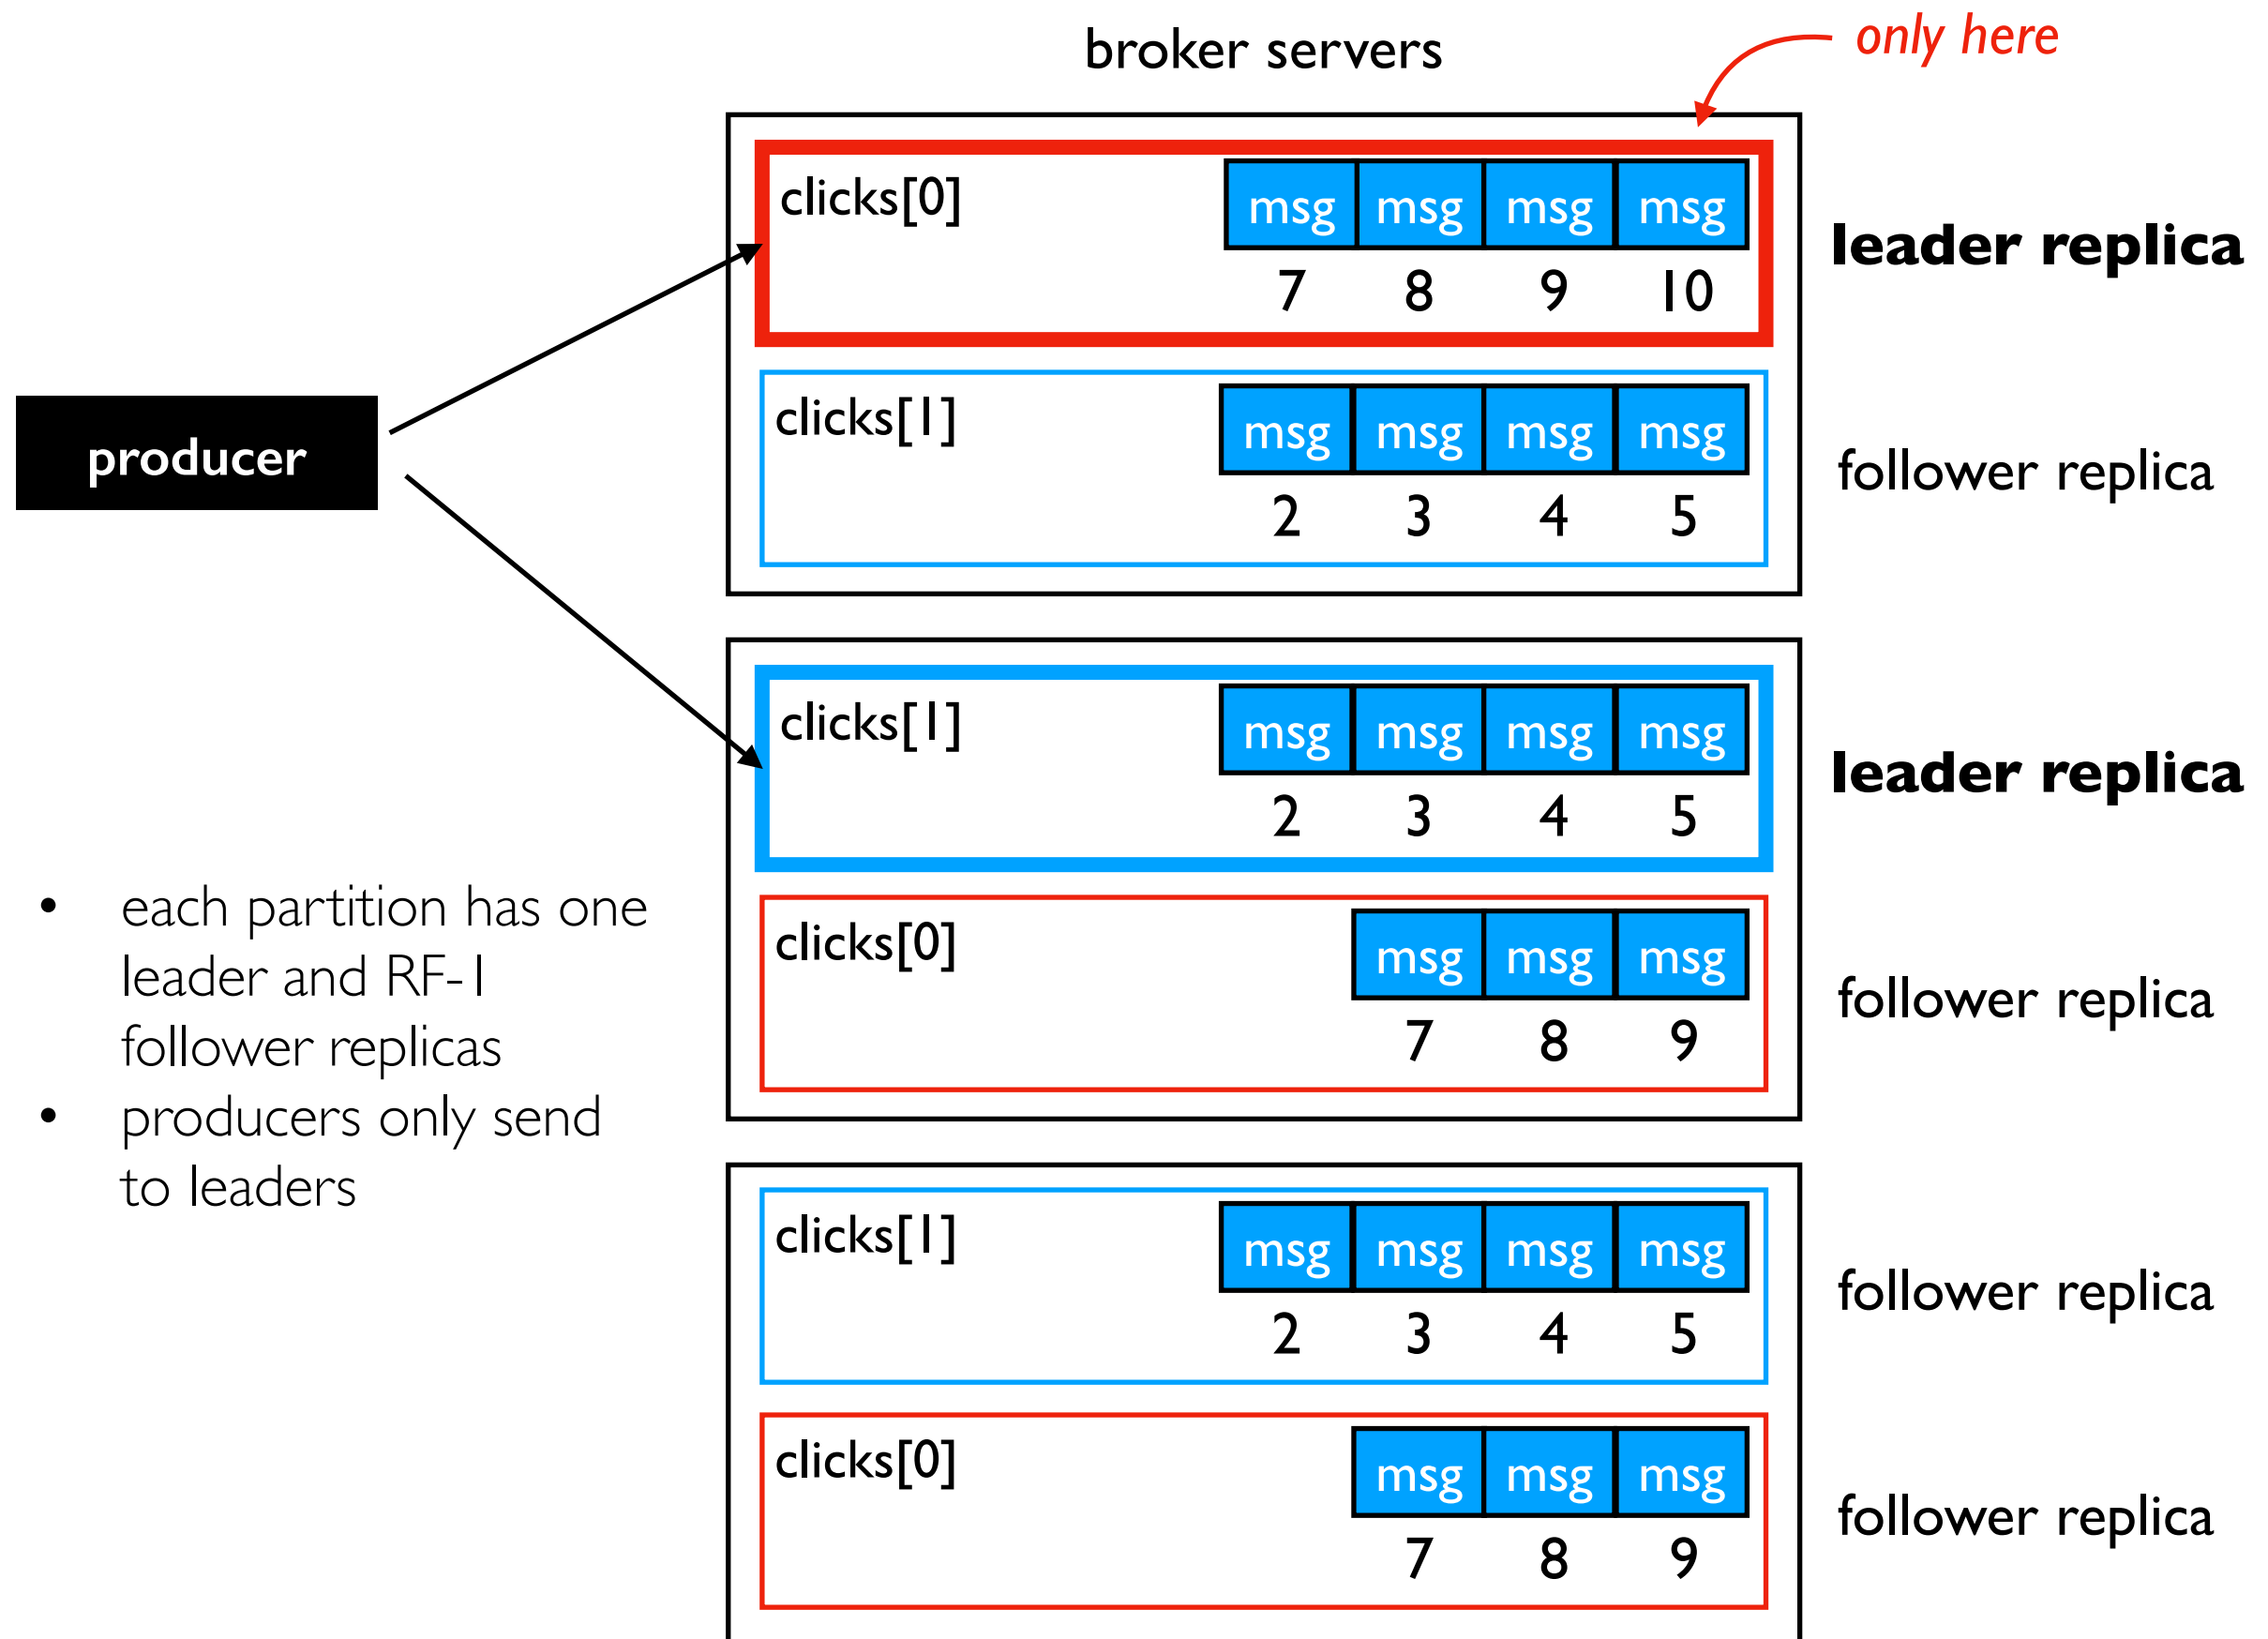 broker servers
only here
clicks[0]
msg msg msg msg
7 8 9 10
leader replica
clicks[1]
msg msg msg msg
2 3 4 5
follower replica
producer
clicks[1]
msg msg msg msg
2 3 4 5
leader replica
clicks[0]
msg msg msg
7 8 9
follower replica
• each partition has one
leader and RF-1
follower replicas
• producers only send
to leaders
clicks[1]
msg msg msg msg
2 3 4 5
follower replica
clicks[0]
msg msg msg
7 8 9
follower replica